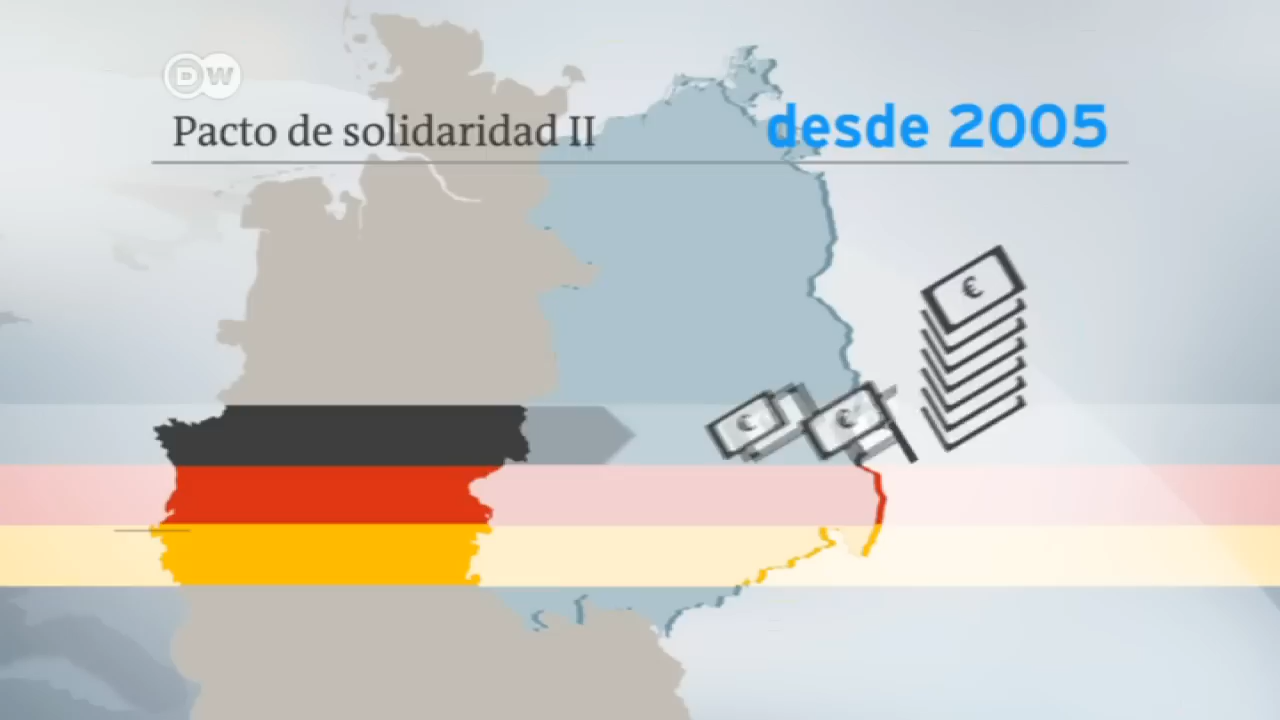 DW
Pacto de solidaridad II
desde 2005
€
€
€